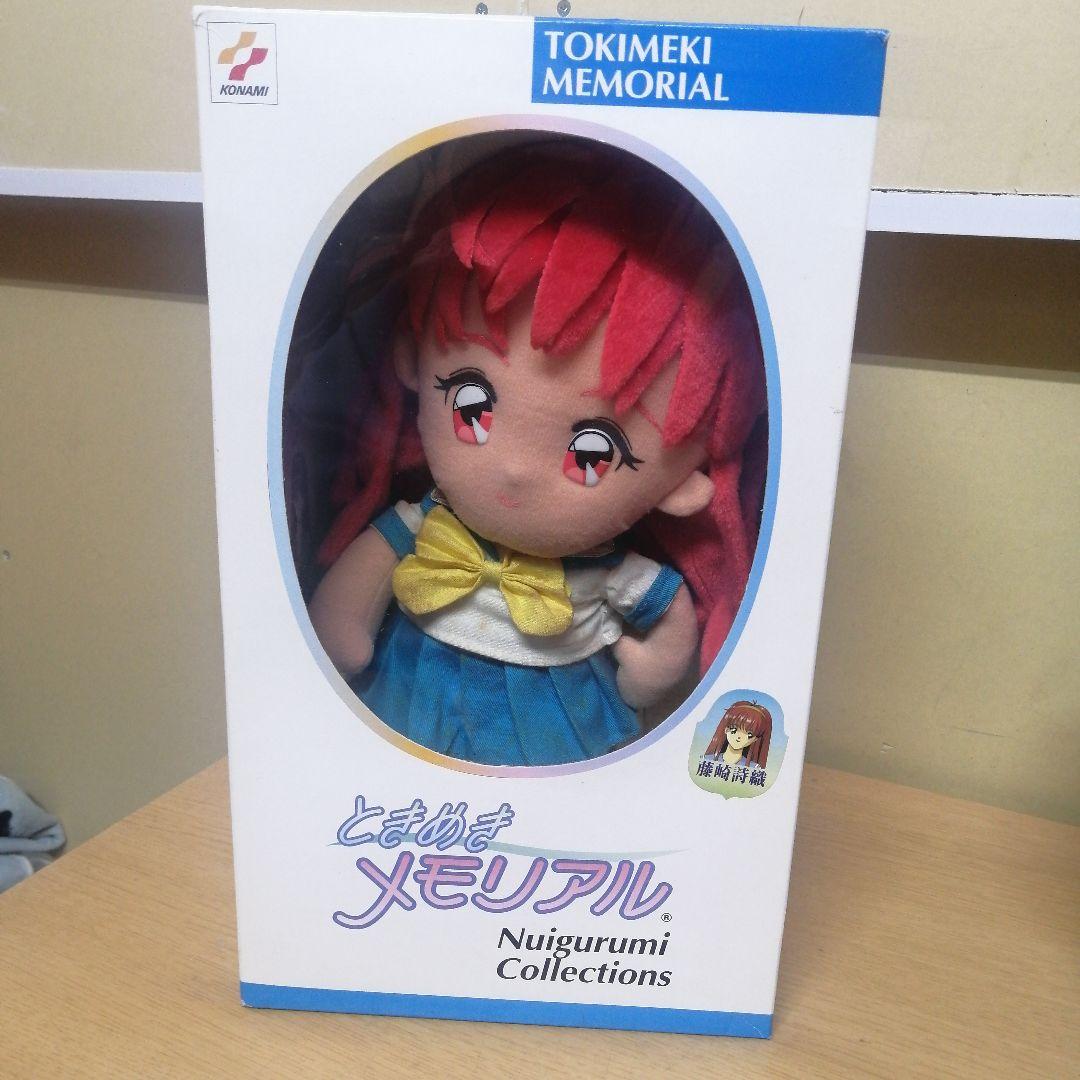 KONAMI
TOKIMEKI
MEMORIAL
藤崎詩織
ときめき
メモリアル®
Nuigurumi
Collections